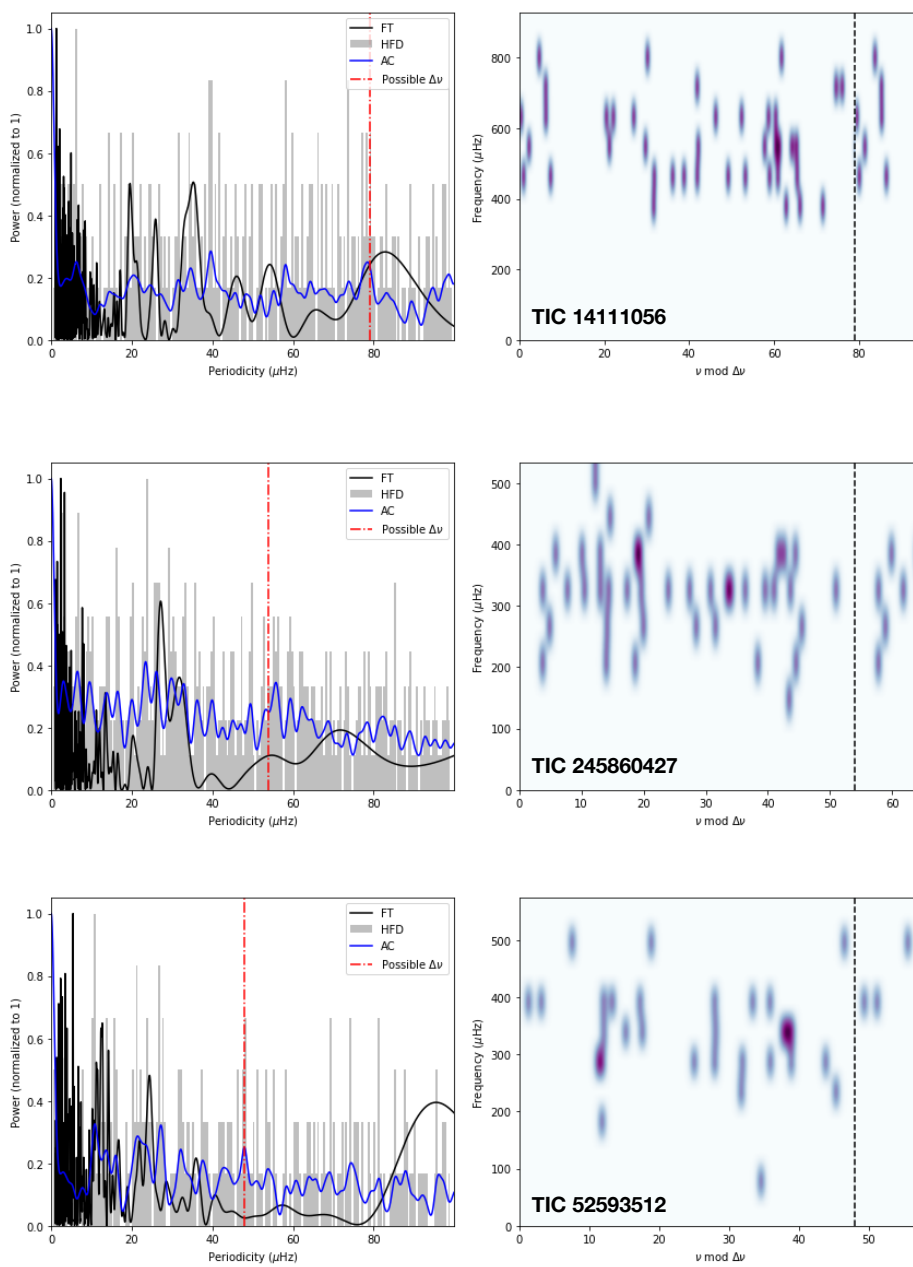 FT
HFD
AC
Possible Δν
1.0
0.8
0.6
0.4
0.2
0.0
Power (normalized to 1)
0 20 40 60 80
Periodicity (μHz)
800
600
400
200
0
Frequency (μHz)
TIC 14111056
0 20 40 60 80
ν mod Δν
FT
HFD
AC
Possible Δν
1.0
0.8
0.6
0.4
0.2
0.0
Power (normalized to 1)
0 20 40 60 80
Periodicity (μHz)
500
400
300
200
100
0
Frequency (μHz)
TIC 245860427
0 10 20 30 40 50 60
ν mod Δν
FT
HFD
AC
Possible Δν
1.0
0.8
0.6
0.4
0.2
0.0
Power (normalized to 1)
0 20 40 60 80
Periodicity (μHz)
500
400
300
200
100
0
Frequency (μHz)
TIC 52593512
0 10 20 30 40 50
ν mod Δν